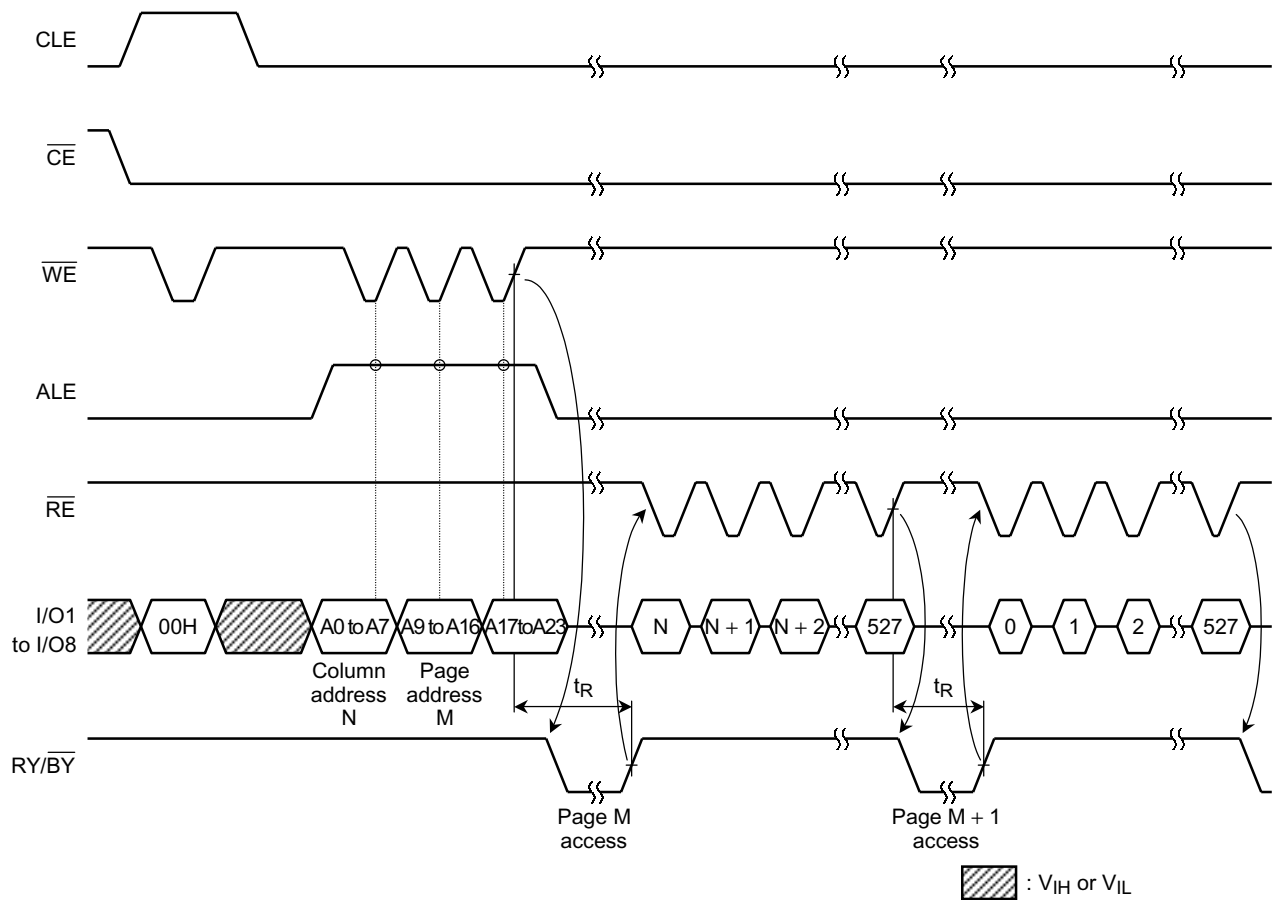 CLE
CE
WE
ALE
RE
I/O1
to I/O8
00H
A0 to A7
A9 to A16
A17 to A23
N
N + 1
N + 2
527
0
1
2
527
Column
address
N
Page
address
M
tR
tR
RY/BY
Page M
access
Page M + 1
access
: VIH or VIL